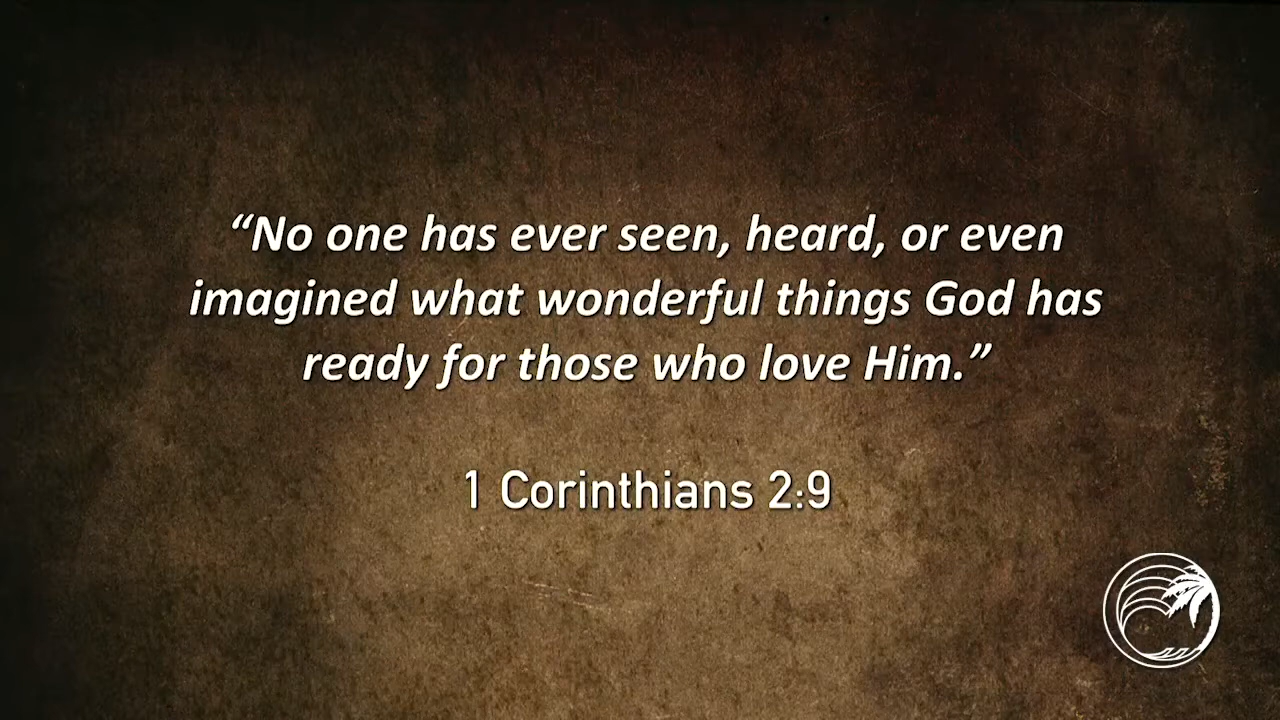 “No one has ever seen, heard, or even
imagined what wonderful things God has
ready for those who love Him.”
1 Corinthians 2:9